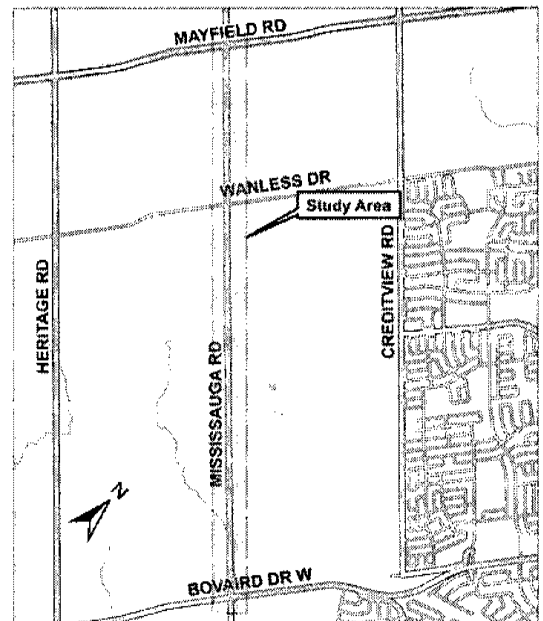 MAYFIELD RD
WANLESS DR
Study Area
HERITAGE RD
MISSISSAUGA RD
CREDITVIEW RD
N
BOVAIRD DR W